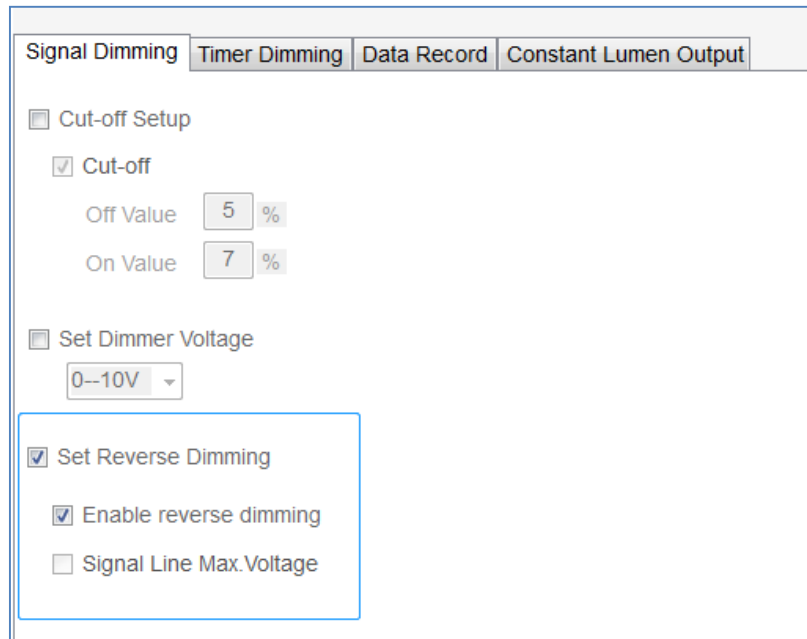 Signal Dimming Timer Dimming Data Record Constant Lumen Output
Cut-off Setup
Cut-off
Off Value 5 %
On Value 7 %
Set Dimmer Voltage
0--10V
Set Reverse Dimming
Enable reverse dimming
Signal Line Max.Voltage